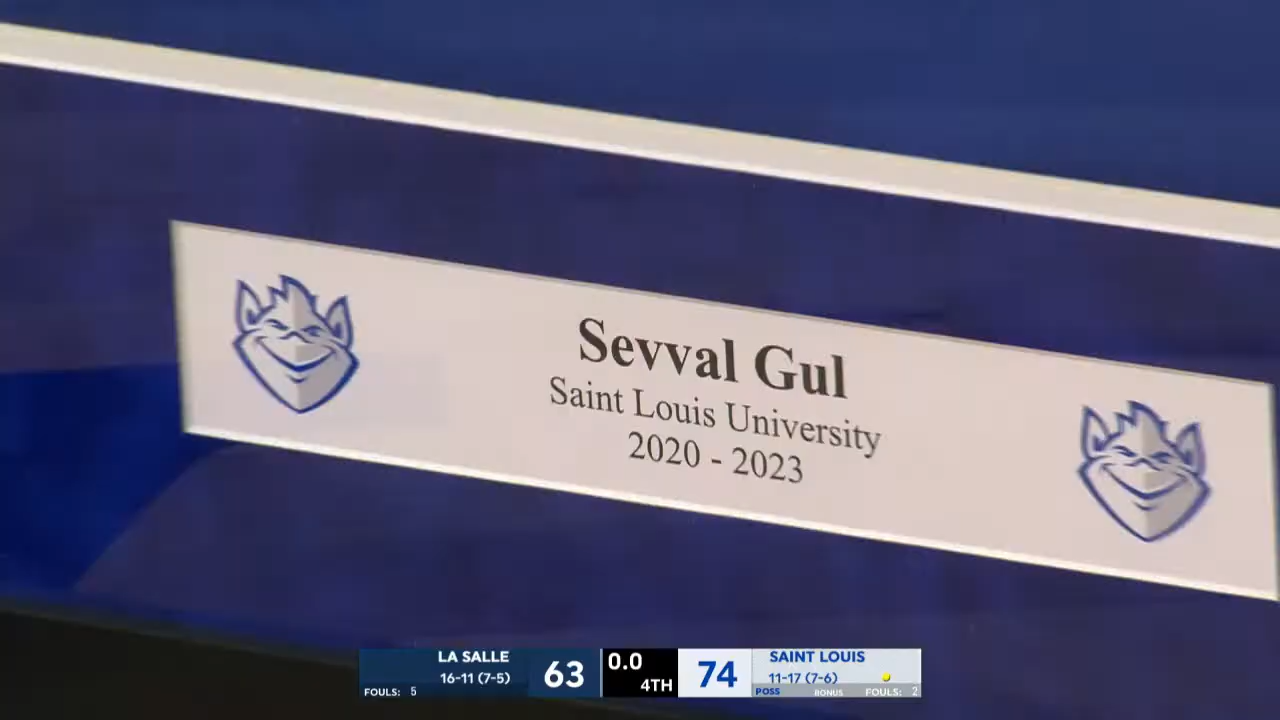 Sevval Gul
Saint Louis University
2020 - 2023
LA SALLE
16-11 (7-5)
FOULS: 5
63
0.0
4TH
74
SAINT LOUIS
11-17 (7-6)
POSS BONUS FOULS: 2